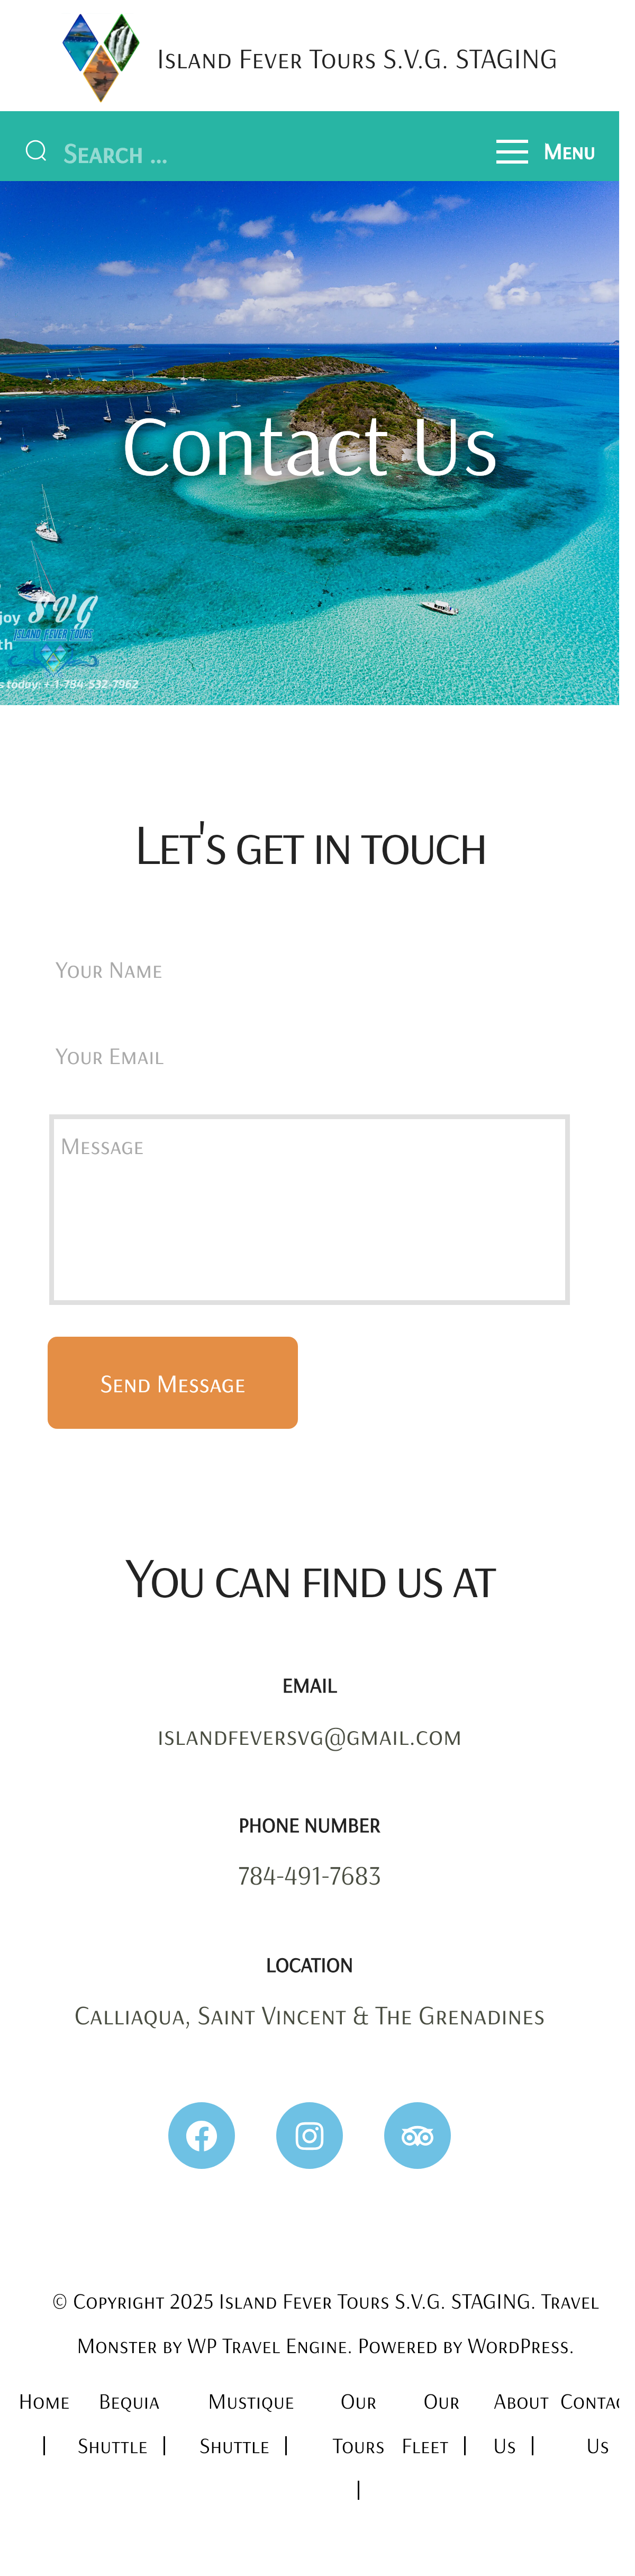 Island Fever Tours S.V.G. STAGING
Search ...
Menu
Contact Us
joy SVG
ISLAND FEVER TOURS
th
s today: +-1-784-532-7962
Let's get in touch
Your Name
Your Email
Message
Send Message
You can find us at
EMAIL
islandfeversvg@gmail.com
PHONE NUMBER
784-491-7683
LOCATION
Calliaqua, Saint Vincent & The Grenadines
© Copyright 2025 Island Fever Tours S.V.G. STAGING. Travel
Monster by WP Travel Engine. Powered by WordPress.
Home | Bequia Shuttle | Mustique Shuttle | Our Tours | Our Fleet | About Us | Contac Us